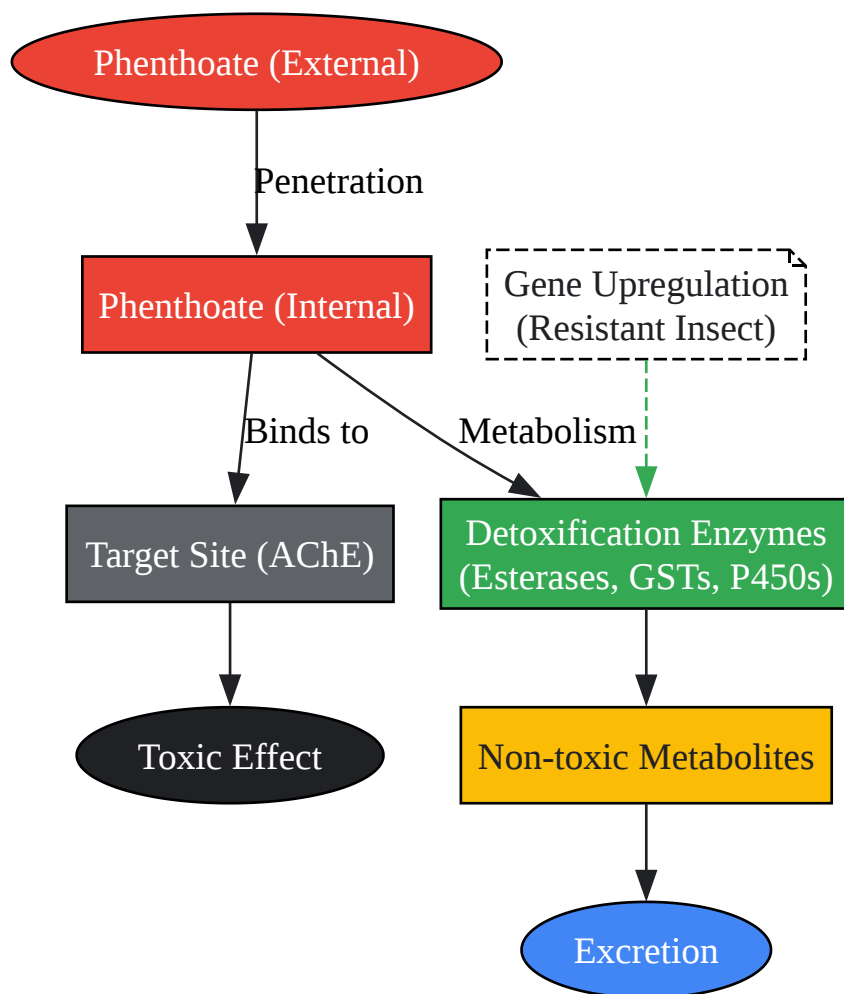 Phenthoate (External)
Penetration
Phenthoate (Internal)
Gene Upregulation
(Resistant Insect)
Binds to
Metabolism
Target Site (AChE)
Detoxification Enzymes
(Esterases, GSTs, P450s)
Toxic Effect
Non-toxic Metabolites
Excretion